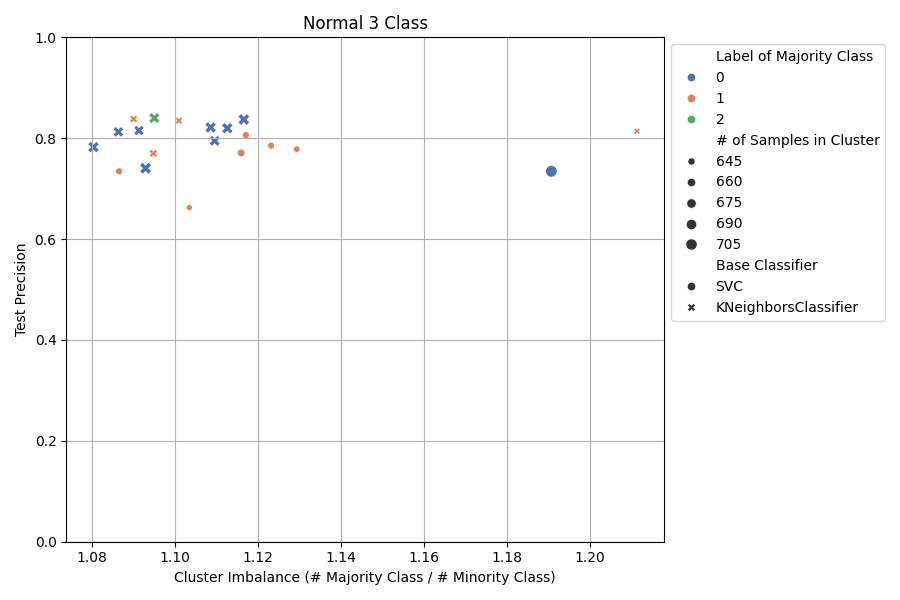 Normal 3 Class
Test Precision
1.0
0.8
0.6
0.4
0.2
0.0
1.08 1.10 1.12 1.14 1.16 1.18 1.20
Cluster Imbalance (# Majority Class / # Minority Class)
Label of Majority Class
0
1
2
# of Samples in Cluster
645
660
675
690
705
Base Classifier
SVC
KNeighborsClassifier